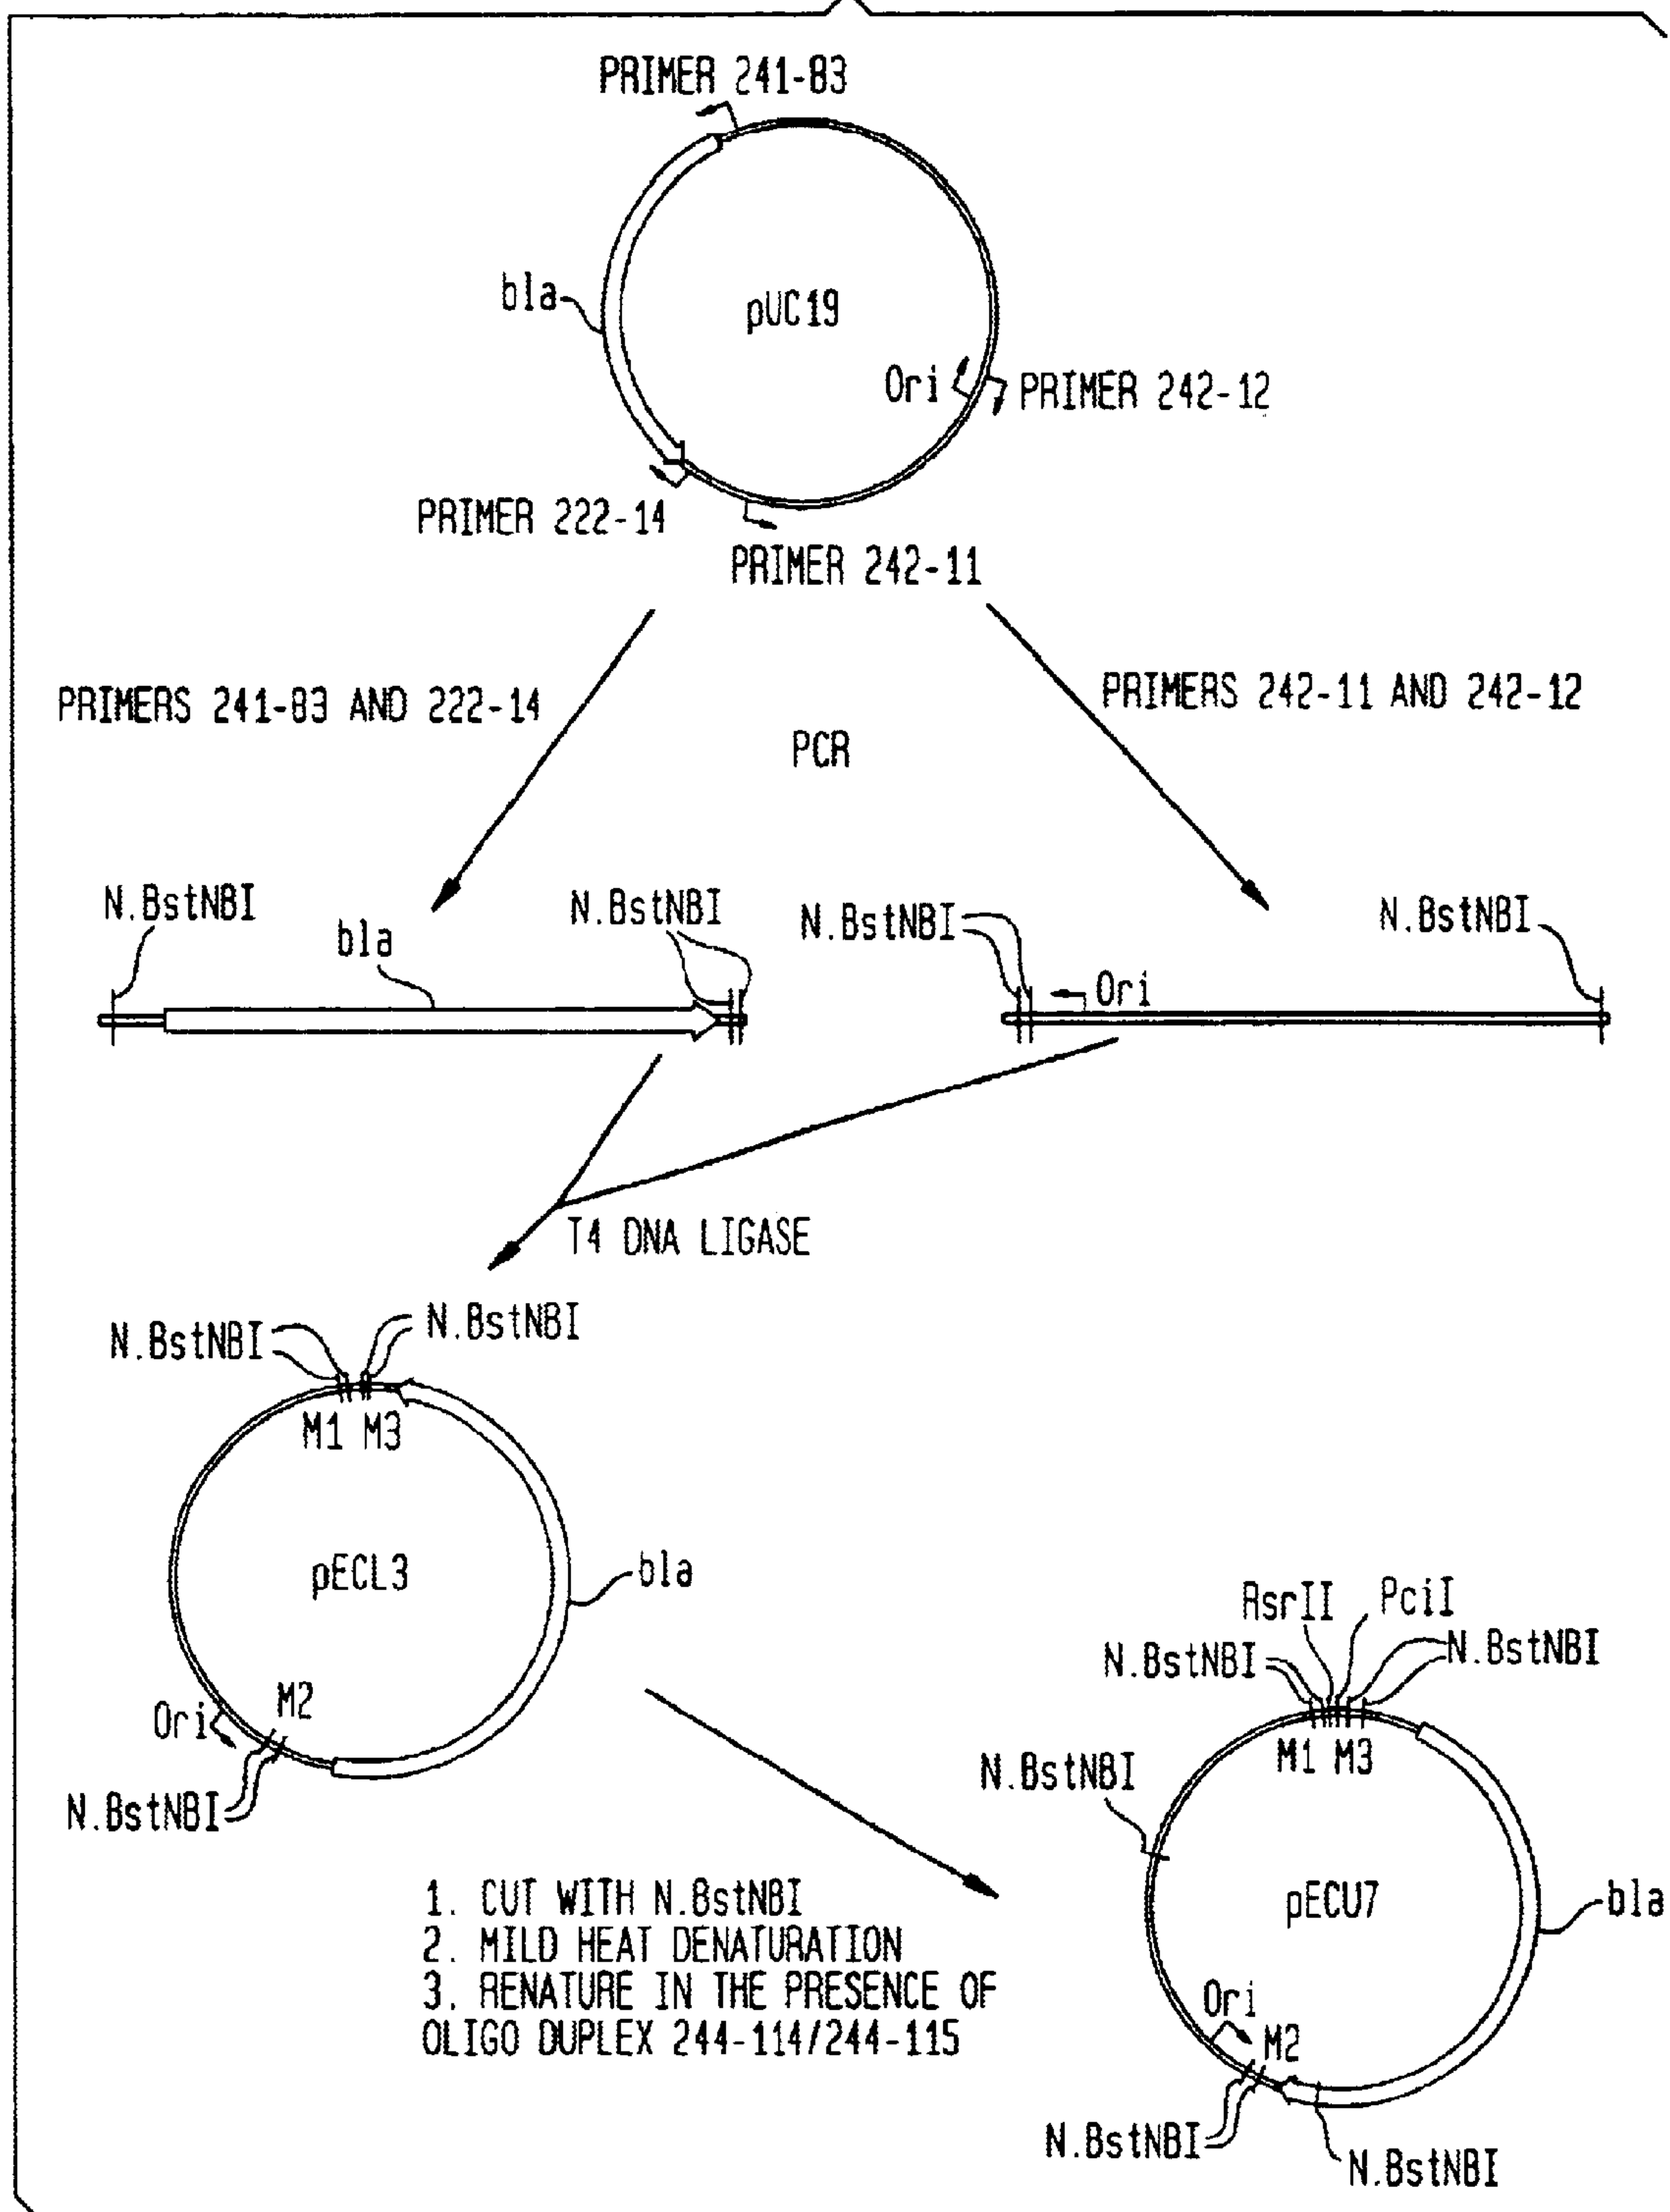 PRIMER 241-83
bla
pUC19
Ori
PRIMER 242-12
PRIMER 222-14
PRIMER 242-11
PRIMERS 241-83 AND 222-14
PRIMERS 242-11 AND 242-12
PCR
N.BstNBI
bla
N.BstNBI
N.BstNBI
Ori
N.BstNBI
T4 DNA LIGASE
N.BstNBI
N.BstNBI
M1 M3
pECL3
bla
Ori
M2
N.BstNBI
1. CUT WITH N.BstNBI
2. MILD HEAT DENATURATION
3. RENATURE IN THE PRESENCE OF
OLIGO DUPLEX 244-114/244-115
RsrII
PciI
N.BstNBI
N.BstNBI
M1 M3
N.BstNBI
pECU7
bla
Ori
M2
N.BstNBI
N.BstNBI